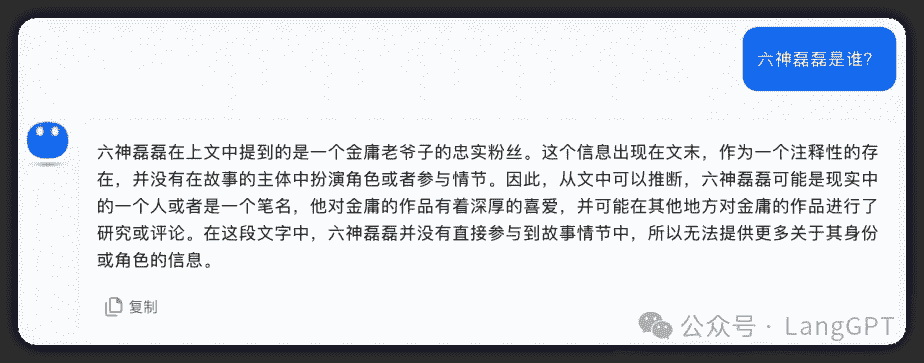 六神磊磊是谁？
六神磊磊在上文中提到的是一个金庸老爷子的忠实粉丝。这个信息出现在文末，作为一个注释性的存
在，并没有在故事的主体中扮演角色或者参与情节。因此，从文中可以推断，六神磊磊可能是现实中
的一个人或者是一个笔名，他对金庸的作品有着深厚的喜爱，并可能在其他地方对金庸的作品进行了
研究或评论。在这段文字中，六神磊磊并没有直接参与到故事情节中，所以无法提供更多关于其身份
或角色的信息。
复制
公众号 · LangGPT